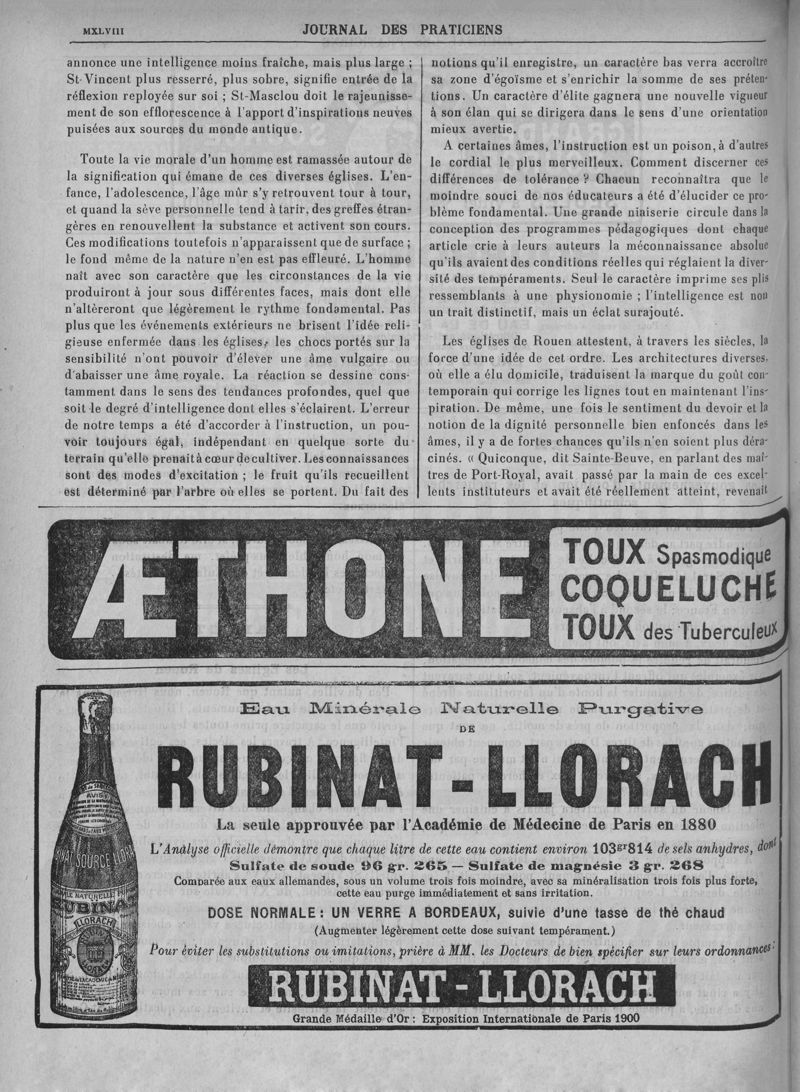 MXLVIII
JOURNAL DES PRATICIENS
annonce une intelligence moins fraîche, mais plus large ;
St-Vincent plus resserré, plus sobre, signifie entrée de la
réflexion reployée sur soi ; St-Masclou doit le rajeunisse-
ment de son efflorescence à l'apport d'inspirations neuves
puisées aux sources du monde antique.
Toute la vie morale d'un homme est ramassée autour de
la signification qui émane de ces diverses églises. L'en-
fance, l'adolescence, l'âge mûr s'y retrouvent tour à tour,
et quand la sève personnelle tend à tarir, des greffes étran-
gères en renouvellent la substance et activent son cours.
Ces modifications toutefois n'apparaissent que de surface ;
le fond même de la nature n'en est pas effleuré. L'homme
naît avec son caractère que les circonstances de la vie
produiront à jour sous différentes faces, mais dont elle
n'altèreront que légèrement le rythme fondamental. Pas
plus que les événements extérieurs ne brisent l'idée reli-
gieuse enfermée dans les églises, les chocs portés sur la
sensibilité n'ont pouvoir d'élever une âme vulgaire ou
d'abaisser une âme royale. La réaction se dessine cons-
tamment dans le sens des tendances profondes, quel que
soit le degré d'intelligence dont elles s'éclairent. L'erreur
de notre temps a été d'accorder à l'instruction, un pou-
voir toujours égal, indépendant en quelque sorte du
terrain qu'elle prenait à cœur de cultiver. Les connaissances
sont des modes d'excitation ; le fruit qu'ils recueillent
est déterminé par l'arbre où elles se portent. Du fait des
notions qu'il enregistre, un caractère bas verra accroître
sa zone d'égoïsme et s'enrichir la somme de ses préten-
tions. Un caractère d'élite gagnera une nouvelle vigueur
à son élan qui se dirigera dans le sens d'une orientation
mieux avertie.
A certaines âmes, l'instruction est un poison, à d'autres
le cordial le plus merveilleux. Comment discerner ces
différences de tolérance ? Chacun reconnaîtra que le
moindre souci de nos éducateurs a été d'élucider ce pro-
blème fondamental. Une grande niaiserie circule dans la
conception des programmes pédagogiques dont chaque
article crie à leurs auteurs la méconnaissance absolue
qu'ils avaient des conditions réelles qui réglaient la diver-
sité des tempéraments. Seul le caractère imprime ses plis
ressemblants à une physionomie ; l'intelligence est non
un trait distinctif, mais un éclat surajouté.
Les églises de Rouen attestent, à travers les siècles, la
force d'une idée de cet ordre. Les architectures diverses,
où elle a élu domicile, traduisent la marque du goût con-
temporain qui corrige les lignes tout en maintenant l'ins-
piration. De même, une fois le sentiment du devoir et la
notion de la dignité personnelle bien enfoncés dans les
âmes, il y a de fortes chances qu'ils n'en soient plus déra-
cinés. « Quiconque, dit Sainte-Beuve, en parlant des maî-
tres de Port-Royal, avait passé par la main de ces excel-
lents instituteurs et avait été réellement atteint, revenait
ÆTHONE
TOUX Spasmodique
COQUELUCHE
TOUX des Tuberculeux
Eau Minérale Naturelle Purgative
DE
RUBINAT-LLORACH
La seule approuvée par l'Académie de Médecine de Paris en 1880
L'Analyse officielle démontre que chaque litre de cette eau contient environ 103gr814 de sels anhydres, dont
Sulfate de soude 96 gr. 265 — Sulfate de magnésie 3 gr. 268
Comparée aux eaux allemandes, sous un volume trois fois moindre, avec sa minéralisation trois fois plus forte,
cette eau purge immédiatement et sans irritation.
DOSE NORMALE : UN VERRE A BORDEAUX, suivie d'une tasse de thé chaud
(Augmenter légèrement cette dose suivant tempérament.)
Pour éviter les substitutions ou imitations, prière à MM. les Docteurs de bien spécifier sur leurs ordonnances :
RUBINAT - LLORACH
Grande Médaille d'Or : Exposition Internationale de Paris 1900
AVIS
SOURCE
NATURELLE
RUBINAT
LLORACH